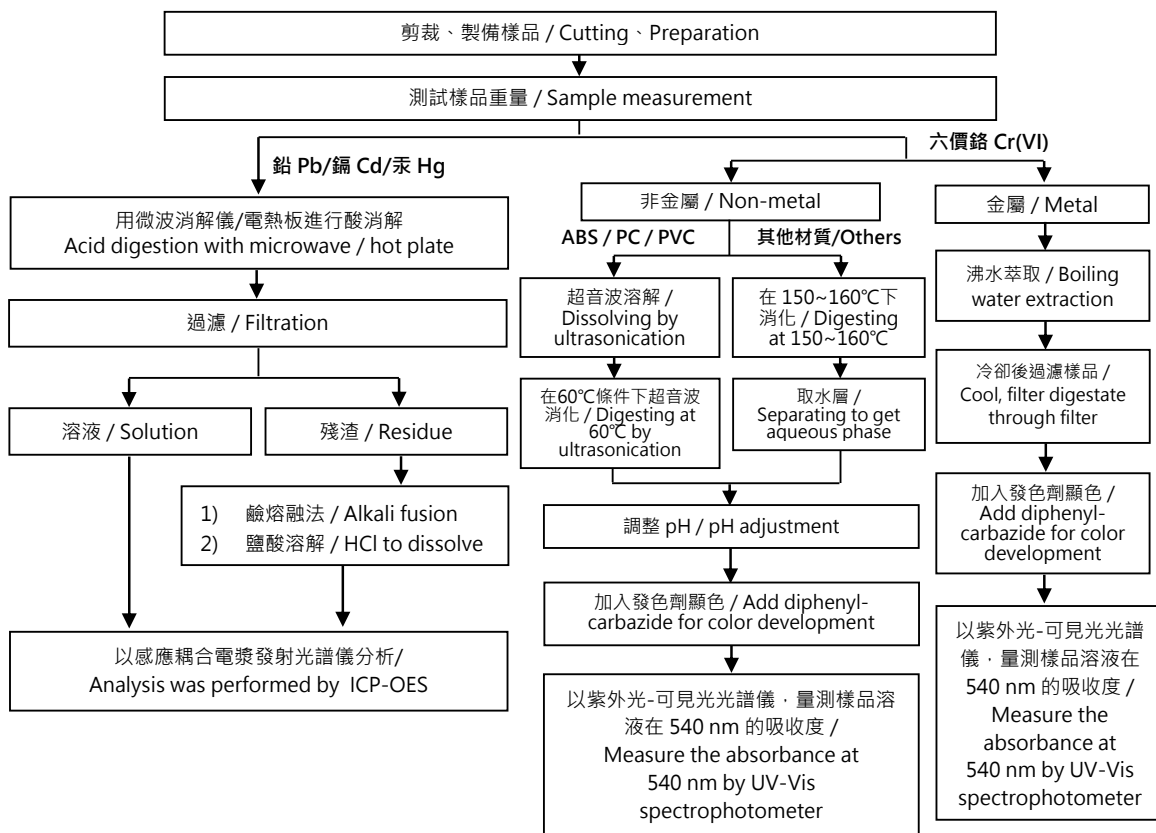 剪裁、製備樣品 / Cutting、Preparation
測試樣品重量 / Sample measurement
鉛 Pb/鎘 Cd/汞 Hg
六價鉻 Cr(VI)
用微波消解儀/電熱板進行酸消解
Acid digestion with microwave / hot plate
過濾 / Filtration
溶液 / Solution
殘渣 / Residue
1) 鹼熔融法 / Alkali fusion
2) 鹽酸溶解 / HCl to dissolve
以感應耦合電漿發射光譜儀分析/
Analysis was performed by ICP-OES
非金屬 / Non-metal
ABS / PC / PVC
其他材質/Others
超音波溶解 /
Dissolving by
ultrasonication
在60℃條件下超音波
消化 / Digesting at
60℃ by
ultrasonication
在 150~160℃下
消化 / Digesting
at 150~160℃
取水層 /
Separating to get
aqueous phase
調整 pH / pH adjustment
加入發色劑顯色 / Add diphenyl-
carbazide for color development
以紫外光-可見光光譜儀，量測樣品溶
液在 540 nm 的吸收度 /
Measure the absorbance at
540 nm by UV-Vis
spectrophotometer
金屬 / Metal
沸水萃取 / Boiling
water extraction
冷卻後過濾樣品 /
Cool, filter digestate
through filter
加入發色劑顯色 /
Add diphenyl-
carbazide for color
development
以紫外光-可見光光譜
儀，量測樣品溶液在
540 nm 的吸收度 /
Measure the
absorbance at
540 nm by UV-Vis
spectrophotometer